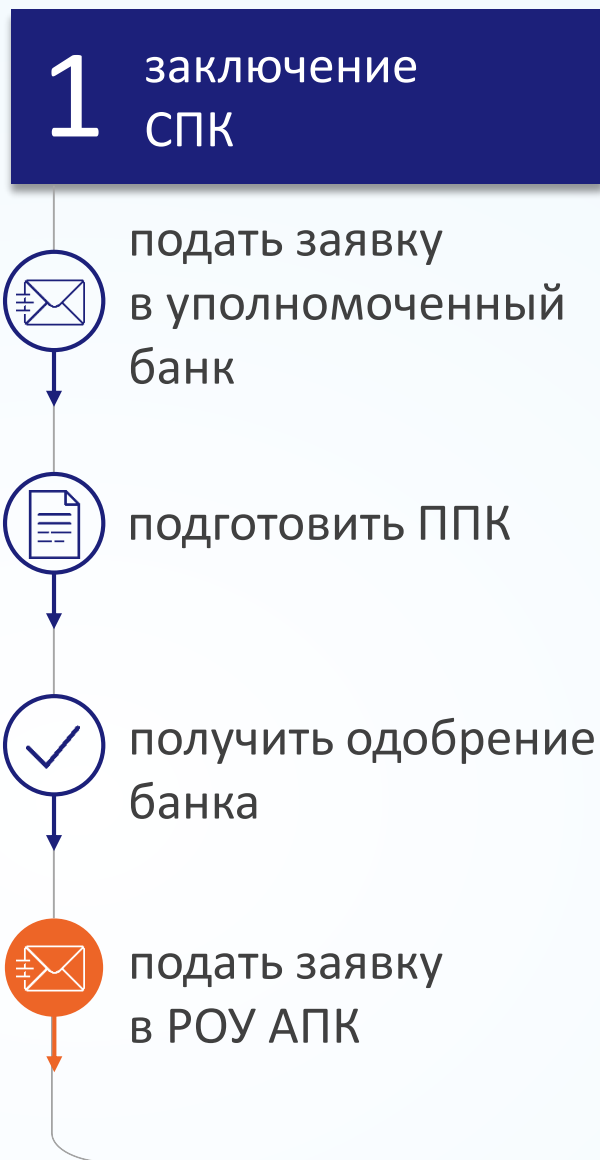 1
заключение
СПК
подать заявку
в уполномоченный
банк
подготовить ППК
получить одобрение
банка
подать заявку
в РОУ АПК